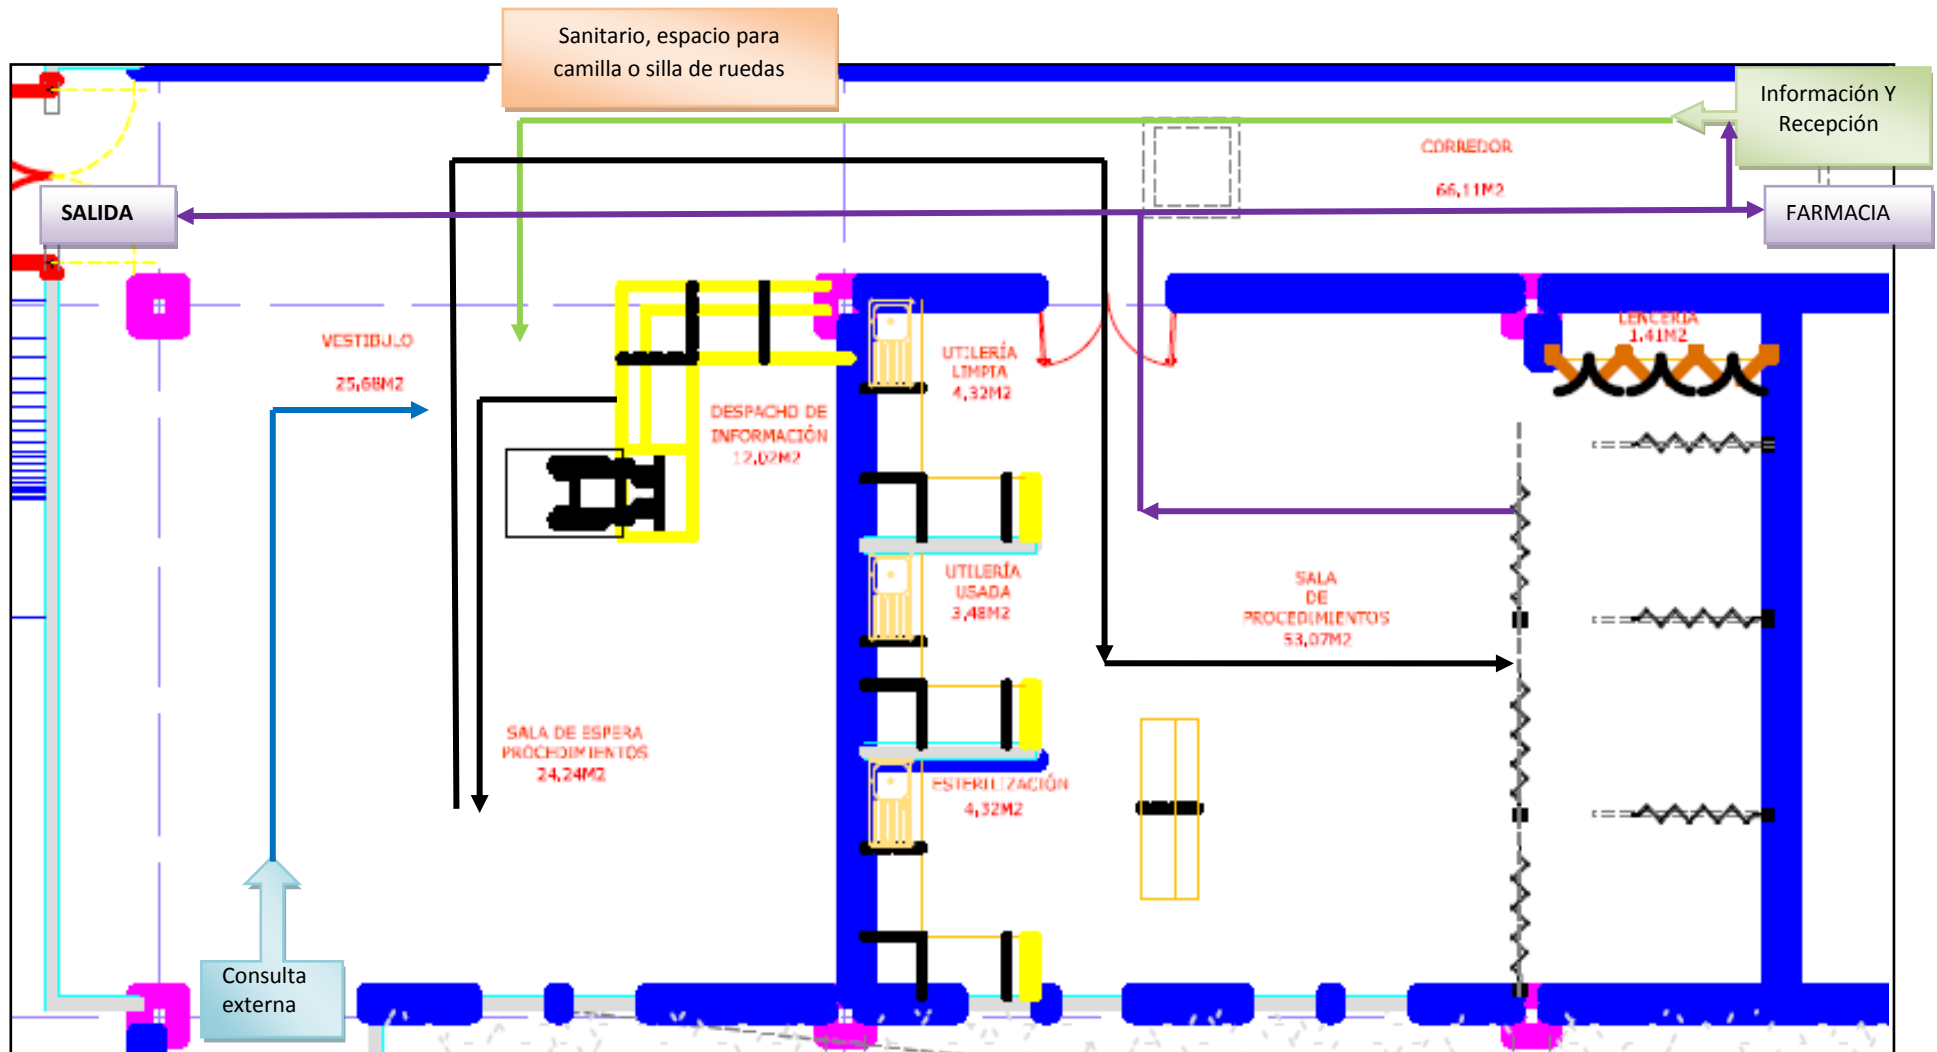 Sanitario, espacio para
camilla o silla de ruedas
Información Y
Recepción
CORREDOR
66,11M2
SALIDA
FARMACIA
VESTIBULO
25,68M2
LENCERIA
1,41M2
UTILERÍA
LIMPIA
4,32M2
DESPACHO DE
INFORMACIÓN
12,02M2
UTILERÍA
USADA
3,48M2
SALA
DE
PROCEDIMIENTOS
53,07M2
SALA DE ESPERA
PROCEDIMIENTOS
24,24M2
ESTERILIZACIÓN
4,32M2
Consulta
externa